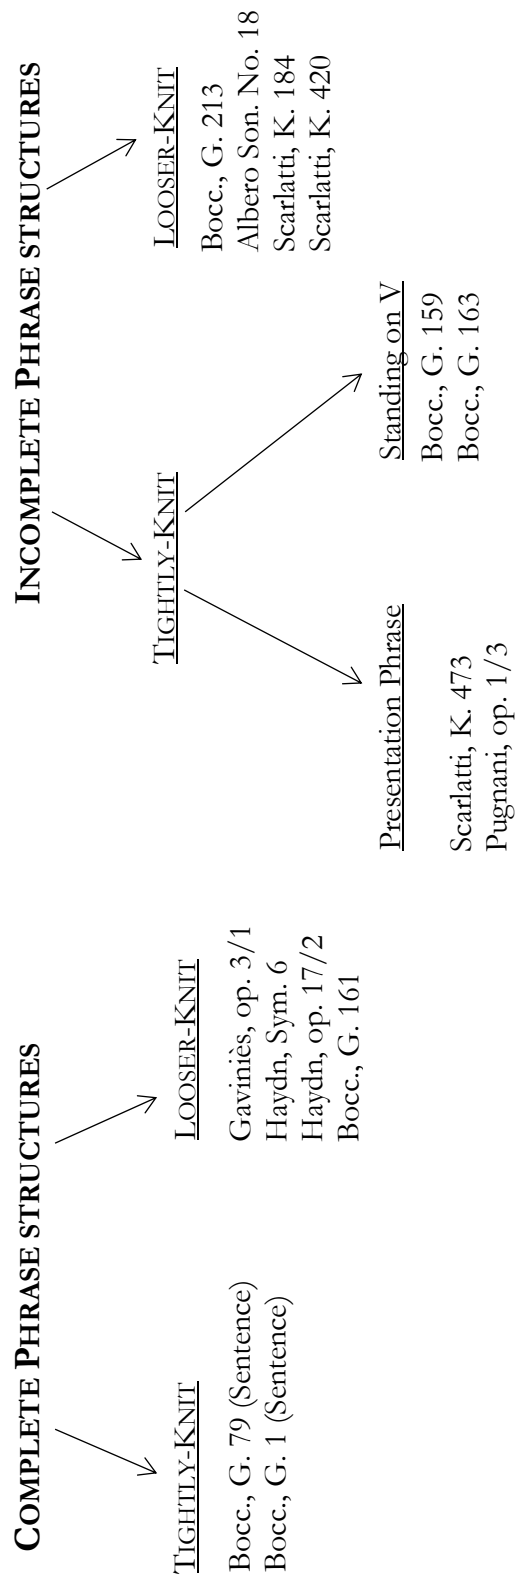 COMPLETE PHRASE STRUCTURES
TIGHTLY-KNIT
Bocc., G. 79 (Sentence)
Bocc., G. 1 (Sentence)
LOOSER-KNIT
Gaviniès, op. 3/1
Haydn, Sym. 6
Haydn, op. 17/2
Bocc., G. 161
INCOMPLETE PHRASE STRUCTURES
TIGHTLY-KNIT
Presentation Phrase
Scarlatti, K. 473
Pugnani, op. 1/3
Standing on V
Bocc., G. 159
Bocc., G. 163
LOOSER-KNIT
Bocc., G. 213
Albero Son. No. 18
Scarlatti, K. 184
Scarlatti, K. 420